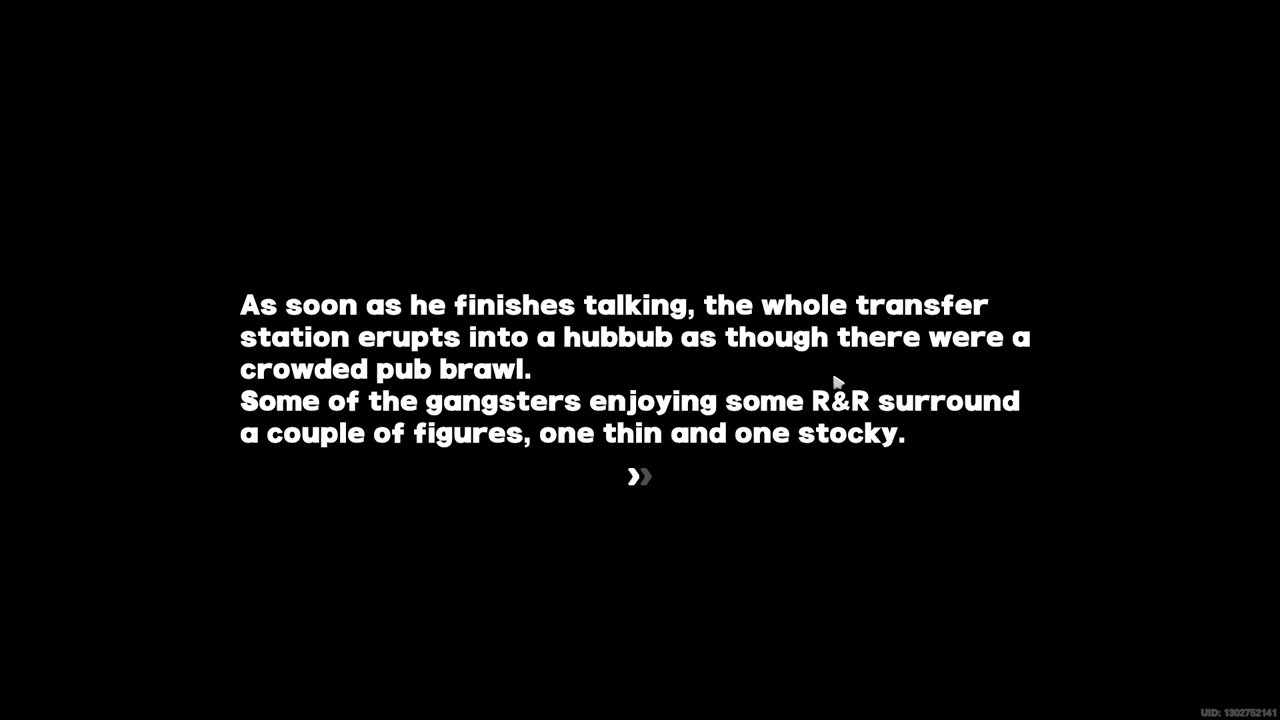 As soon as he finishes talking, the whole transfer
station erupts into a hubbub as though there were a
crowded pub brawl.
Some of the gangsters enjoying some R&R surround
a couple of figures, one thin and one stocky.
UID: 1302752141